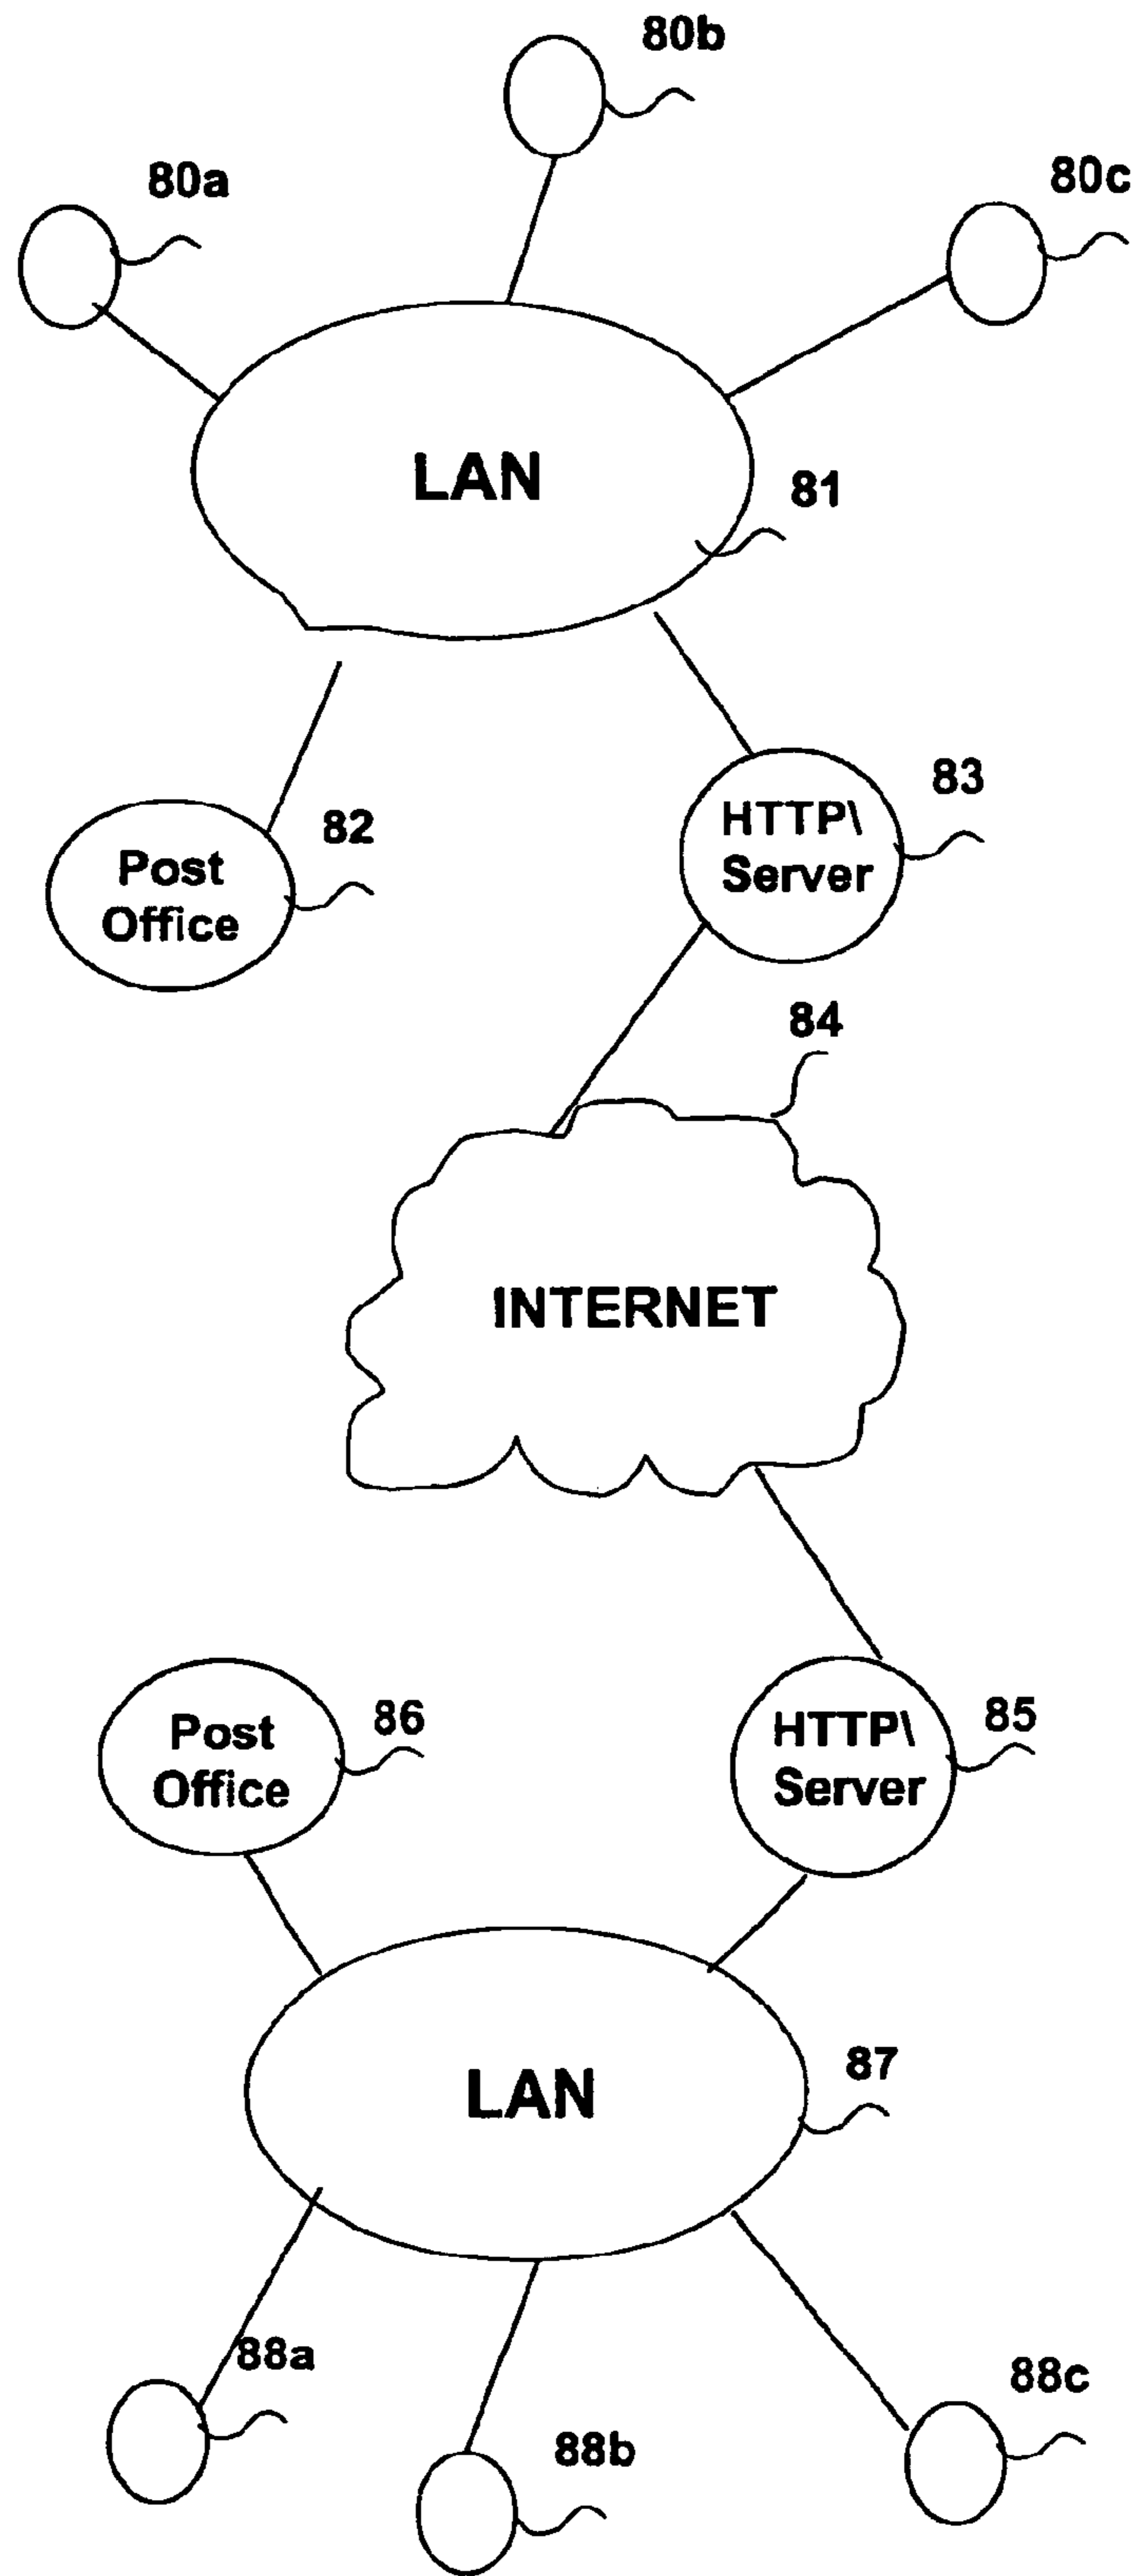 80b
80a
80c
LAN
81
83
HTTP\
Server
82
Post
Office
84
INTERNET
86
Post
Office
85
HTTP\
Server
87
LAN
88a
88c
88b